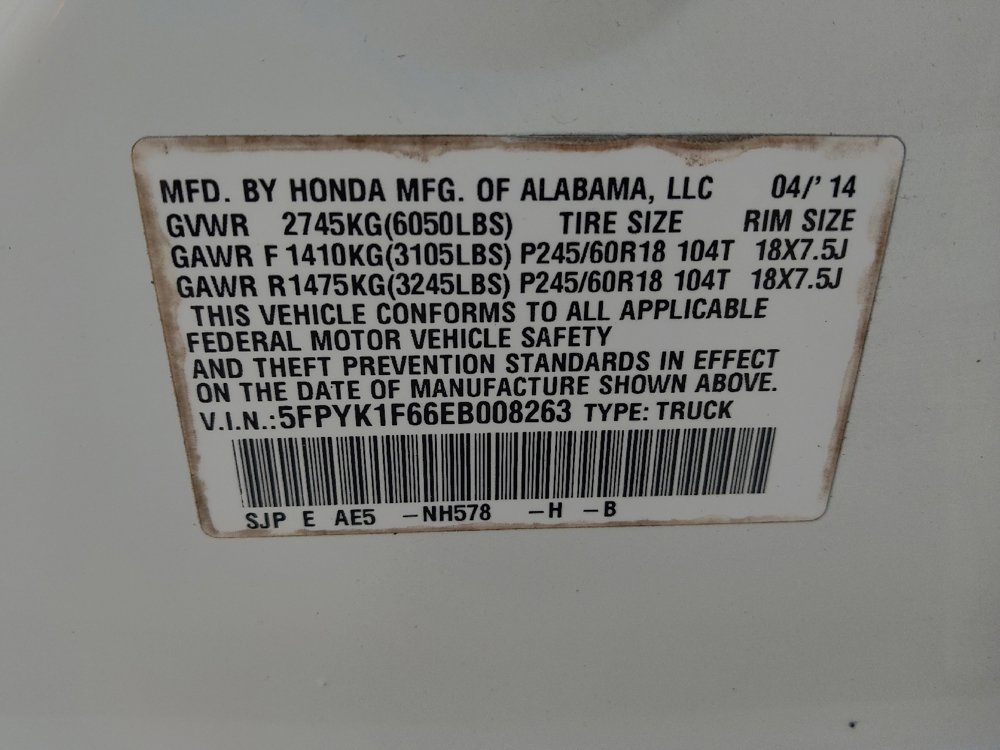 MFD. BY HONDA MFG. OF ALABAMA, LLC 04/' 14
GVWR 2745KG(6050LBS) TIRE SIZE RIM SIZE
GAWR F 1410KG(3105LBS) P245/60R18 104T 18X7.5J
GAWR R1475KG(3245LBS) P245/60R18 104T 18X7.5J
THIS VEHICLE CONFORMS TO ALL APPLICABLE
FEDERAL MOTOR VEHICLE SAFETY
AND THEFT PREVENTION STANDARDS IN EFFECT
ON THE DATE OF MANUFACTURE SHOWN ABOVE.
V.I.N.:5FPYK1F66EB008263 TYPE: TRUCK
SJP E AE5 -NH578 -H -B